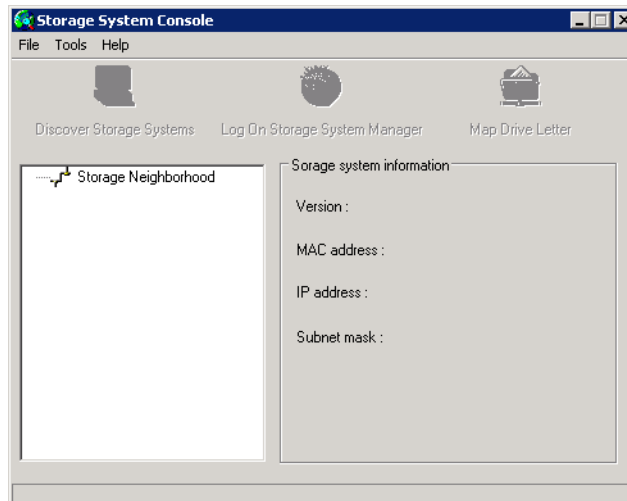 Storage System Console
File Tools Help
Discover Storage Systems Log On Storage System Manager Map Drive Letter
Storage Neighborhood
Sorage system information
Version :
MAC address :
IP address :
Subnet mask :